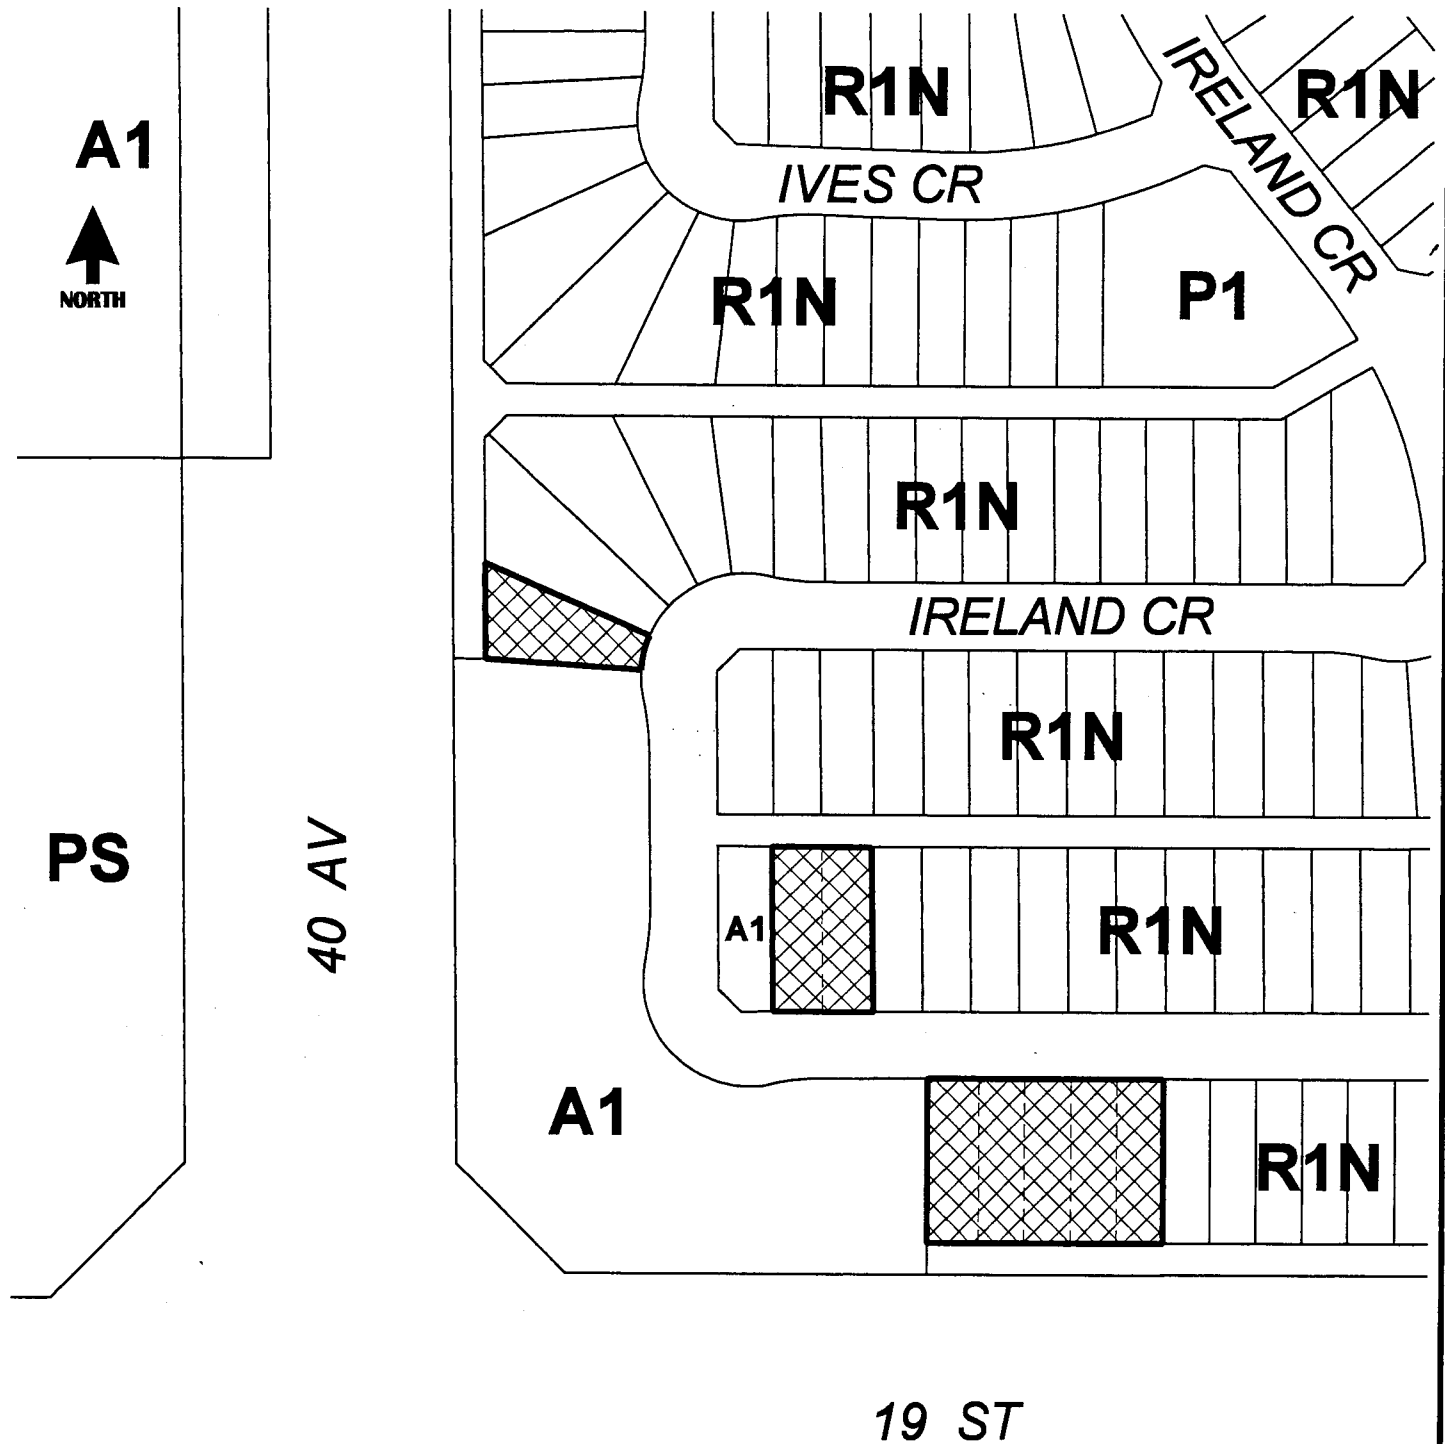 R1N
R1N
A1
IRELAND CR
IVES CR
NORTH
R1N
P1
R1N
IRELAND CR
R1N
PS
40 AV
A1
R1N
A1
R1N
19 ST